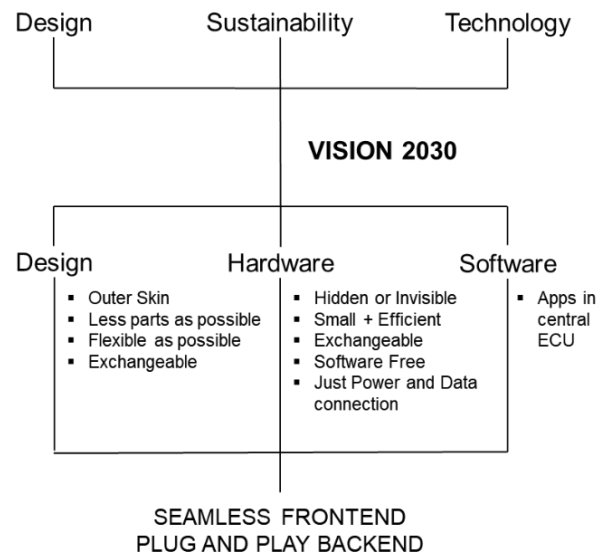 Design Sustainability Technology
VISION 2030
Design Hardware Software
▪ Outer Skin
▪ Less parts as possible
▪ Flexible as possible
▪ Exchangeable
▪ Hidden or Invisible
▪ Small + Efficient
▪ Exchangeable
▪ Software Free
▪ Just Power and Data
connection
▪ Apps in
central
ECU
SEAMLESS FRONTEND
PLUG AND PLAY BACKEND